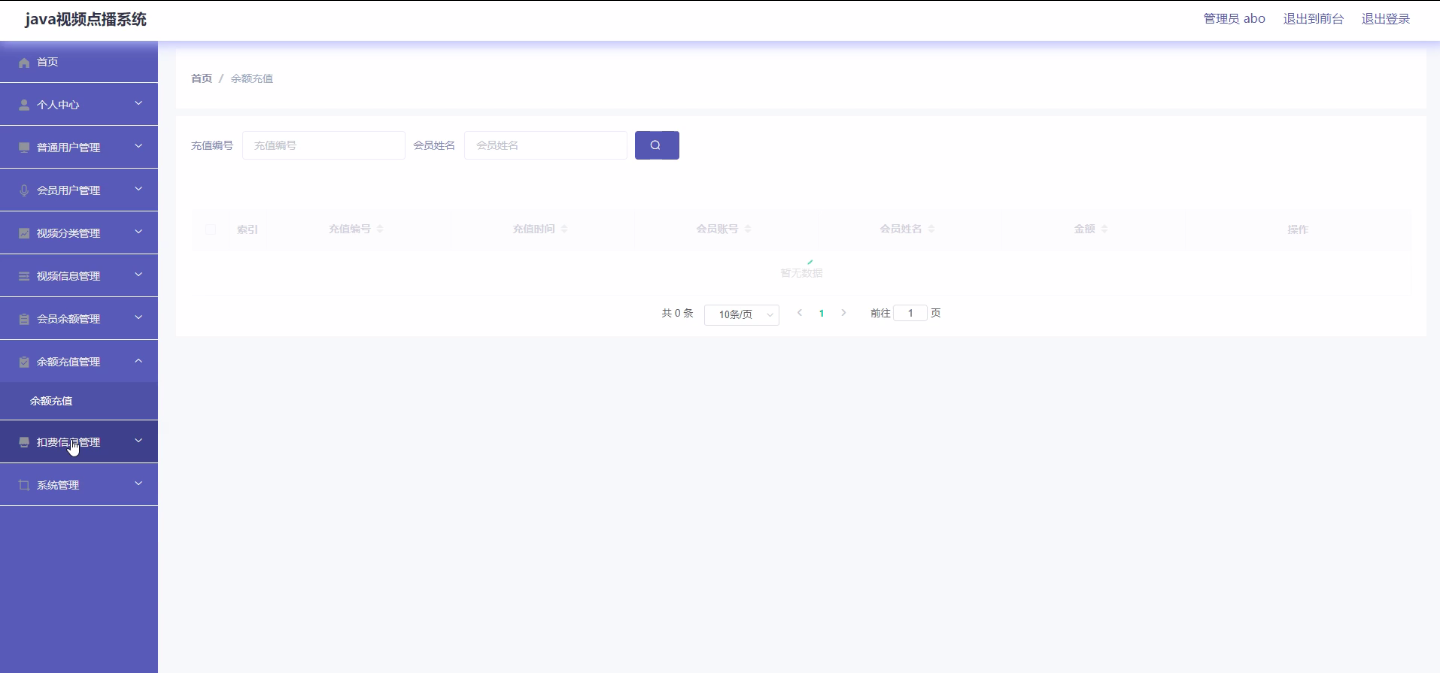 java视频点播系统
管理员 abo 退出到前台 退出登录
首页
个人中心
普通用户管理
会员用户管理
视频分类管理
视频信息管理
会员余额管理
余额充值管理
余额充值
扣费信息管理
系统管理
首页 / 余额充值
充值编号 充值编号 会员姓名 会员姓名
索引 充值编号 充值时间 会员账号 会员姓名 金额 操作
暂无数据
共 0 条 10条/页 1 前往 1 页